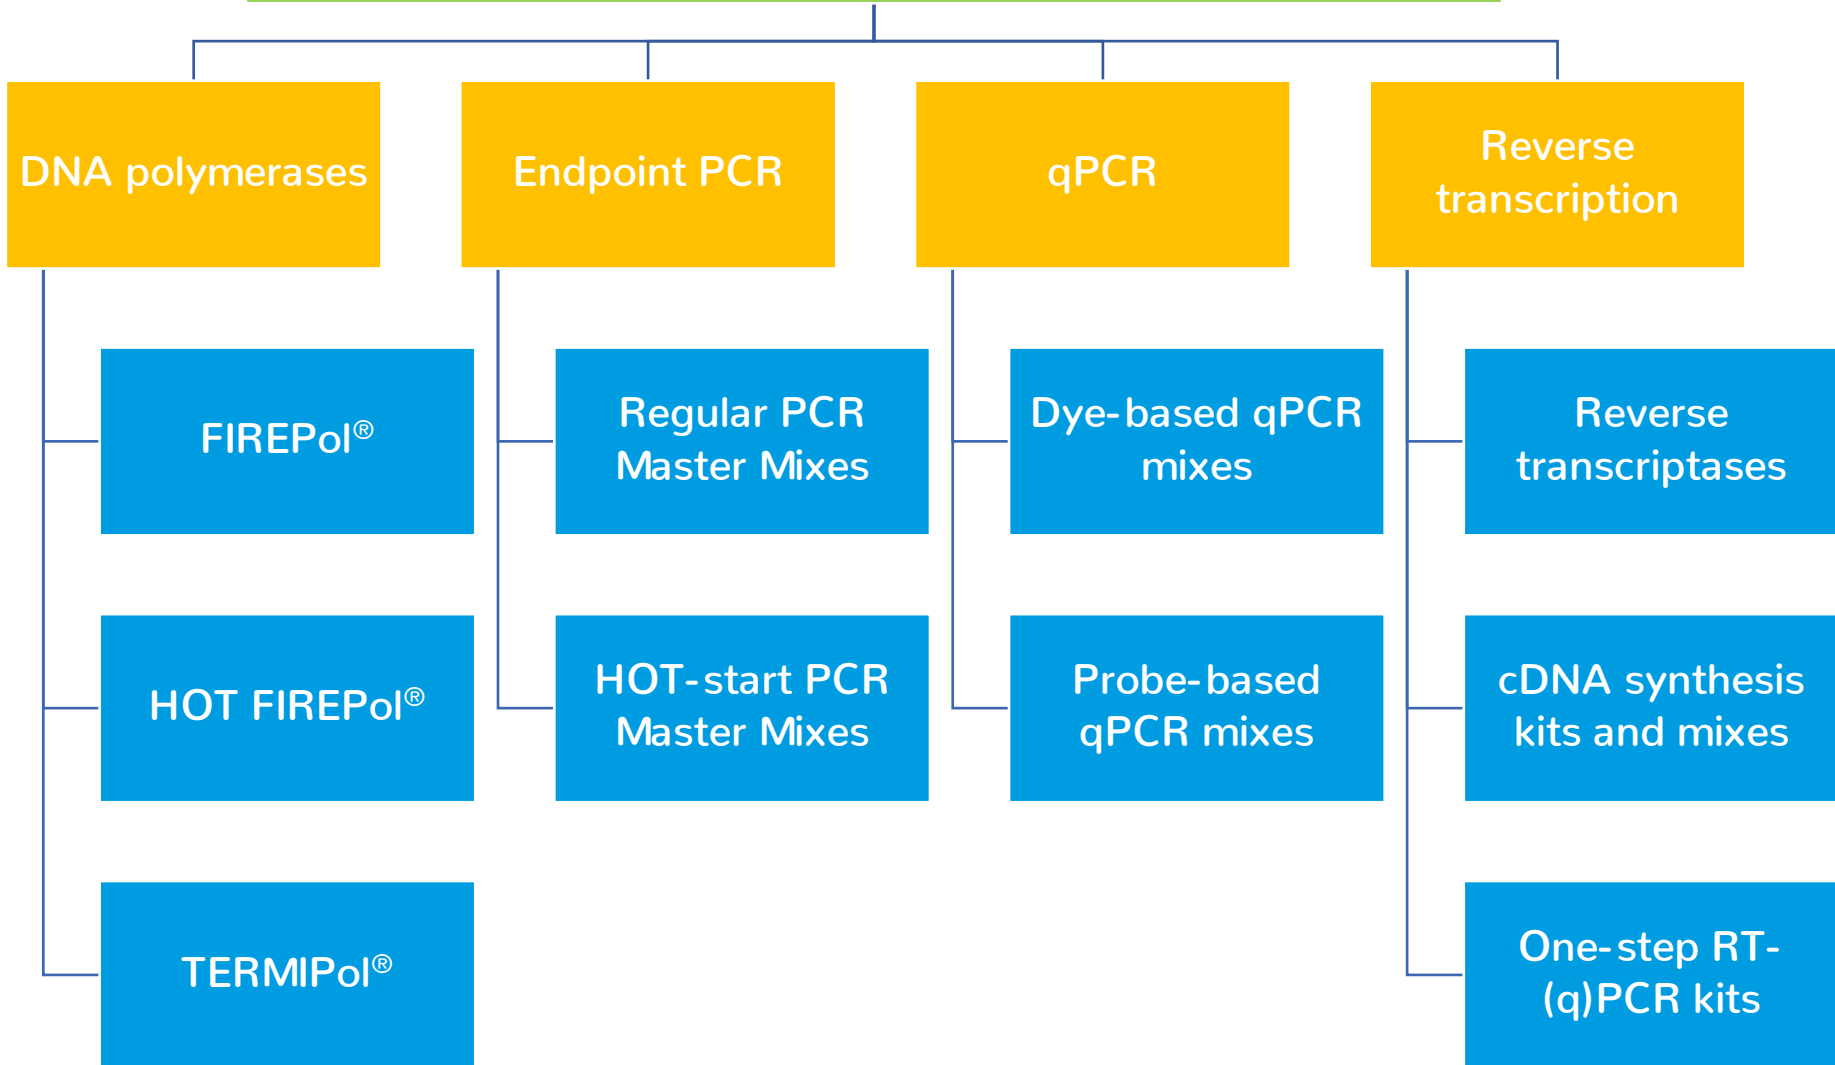 DNA polymerases
Endpoint PCR
qPCR
Reverse
transcription
FIREPol®
Regular PCR
Master Mixes
Dye-based qPCR
mixes
Reverse
transcriptases
HOT FIREPol®
HOT-start PCR
Master Mixes
Probe-based
qPCR mixes
cDNA synthesis
kits and mixes
TERMIPol®
One-step RT-
(q)PCR kits